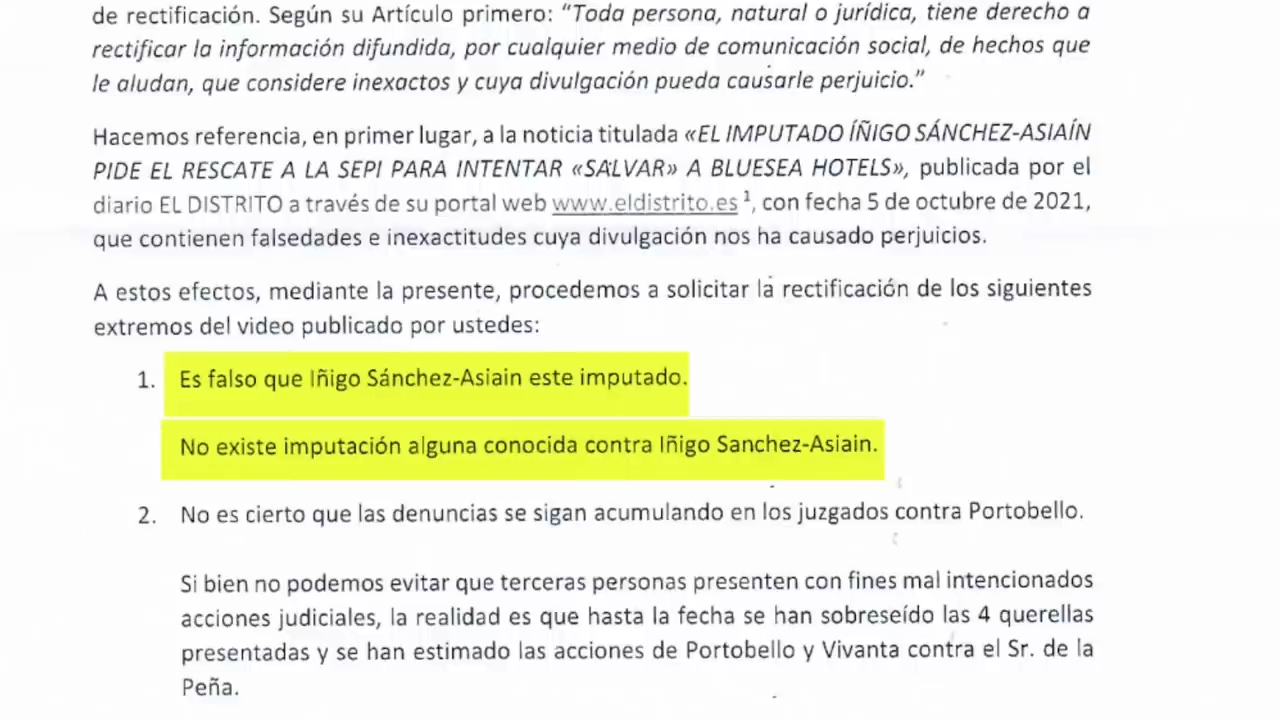 de rectificación. Según su Artículo primero: “Toda persona, natural o jurídica, tiene derecho a
rectificar la información difundida, por cualquier medio de comunicación social, de hechos que
le aludan, que considere inexactos y cuya divulgación pueda causarle perjuicio.”
Hacemos referencia, en primer lugar, a la noticia titulada «EL IMPUTADO ÍÑIGO SÁNCHEZ-ASIAÍN
PIDE EL RESCATE A LA SEPI PARA INTENTAR «SALVAR» A BLUESEA HOTELS», publicada por el
diario EL DISTRITO a través de su portal web www.eldistrito.es ¹, con fecha 5 de octubre de 2021,
que contienen falsedades e inexactitudes cuya divulgación nos ha causado perjuicios.
A estos efectos, mediante la presente, procedemos a solicitar la rectificación de los siguientes
extremos del video publicado por ustedes:
1. Es falso que Iñigo Sánchez-Asiain este imputado.
No existe imputación alguna conocida contra Iñigo Sanchez-Asiain.
2. No es cierto que las denuncias se sigan acumulando en los juzgados contra Portobello.
Si bien no podemos evitar que terceras personas presenten con fines mal intencionados
acciones judiciales, la realidad es que hasta la fecha se han sobreseído las 4 querellas
presentadas y se han estimado las acciones de Portobello y Vivanta contra el Sr. de la
Peña.